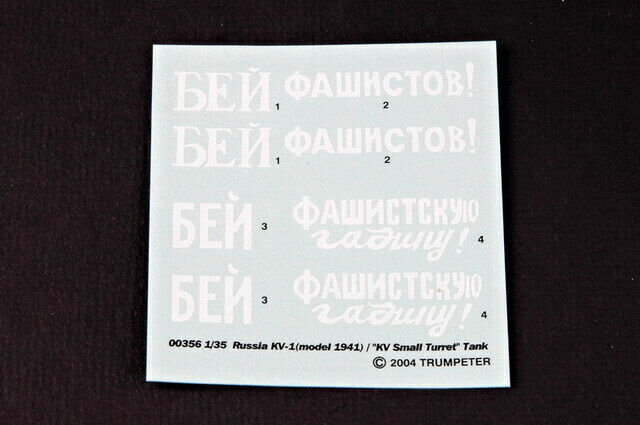 БЕЙ 1 ФАШИСТОВ! 2
БЕЙ 1 ФАШИСТОВ! 2
БЕЙ 3 ФАШИСТСКУЮ
гадину! 4
БЕЙ 3 ФАШИСТСКУЮ
гадину! 4
00356 1/35 Russia KV-1(model 1941) / "KV Small Turret" Tank
© 2004 TRUMPETER